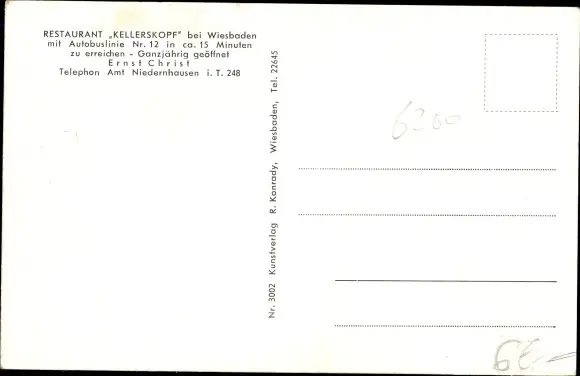 RESTAURANT „KELLERSKOPF" bei Wiesbaden
mit Autobuslinie Nr. 12 in ca. 15 Minuten
zu erreichen - Ganzjährig geöffnet
Ernst Christ
Telephon Amt Niedernhausen i. T. 248
Nr. 3002 Kunstverlag R. Konrady, Wiesbaden, Tel. 22645
6200